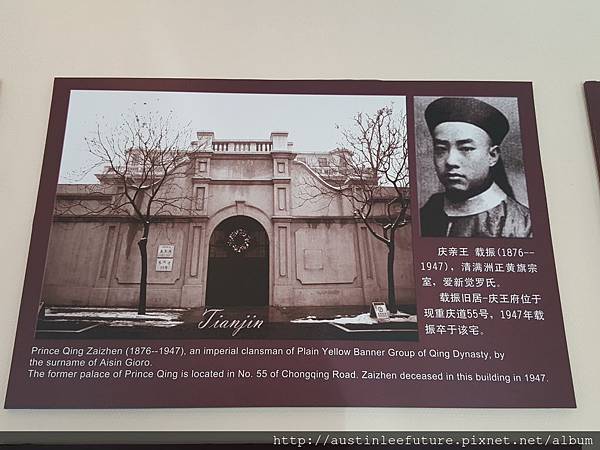 Tianjin
庆亲王 载振(1876--
1947)，清满洲正黄旗宗
室，爱新觉罗氏。
载振旧居-庆王府位于
现重庆道55号，1947年载
振卒于该宅。
Prince Qing Zaizhen (1876--1947), an imperial clansman of Plain Yellow Banner Group of Qing Dynasty, by
the surname of Aisin Gioro.
The former palace of Prince Qing is located in No. 55 of Chongqing Road. Zaizhen deceased in this building in 1947.
http://austinleefuture.pixnet.net/album